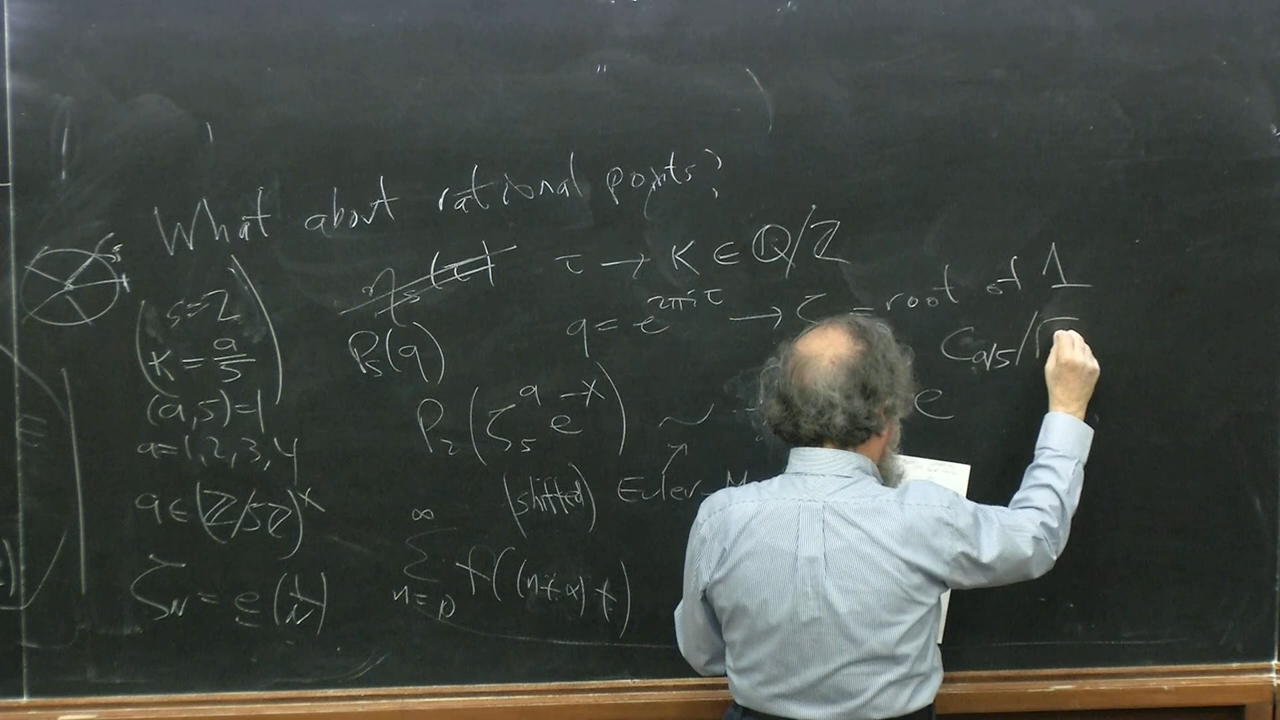 What about rational points?
τ → κ ∈ ℚ/ℤ
(s=2
κ = a/5)
(a,5)=1
a=1,2,3,4
a∈(ℤ/5ℤ)^×
ζ_N = e(1/N)
q = e^{2πiτ} → ζ = root of 1
P_s(q)
P_2(ζ_5^a e^{-x}) ~ e^{C_{a/5}/
(shifted) Euler-M
∑_{n=0}^∞ f((n+α)t)